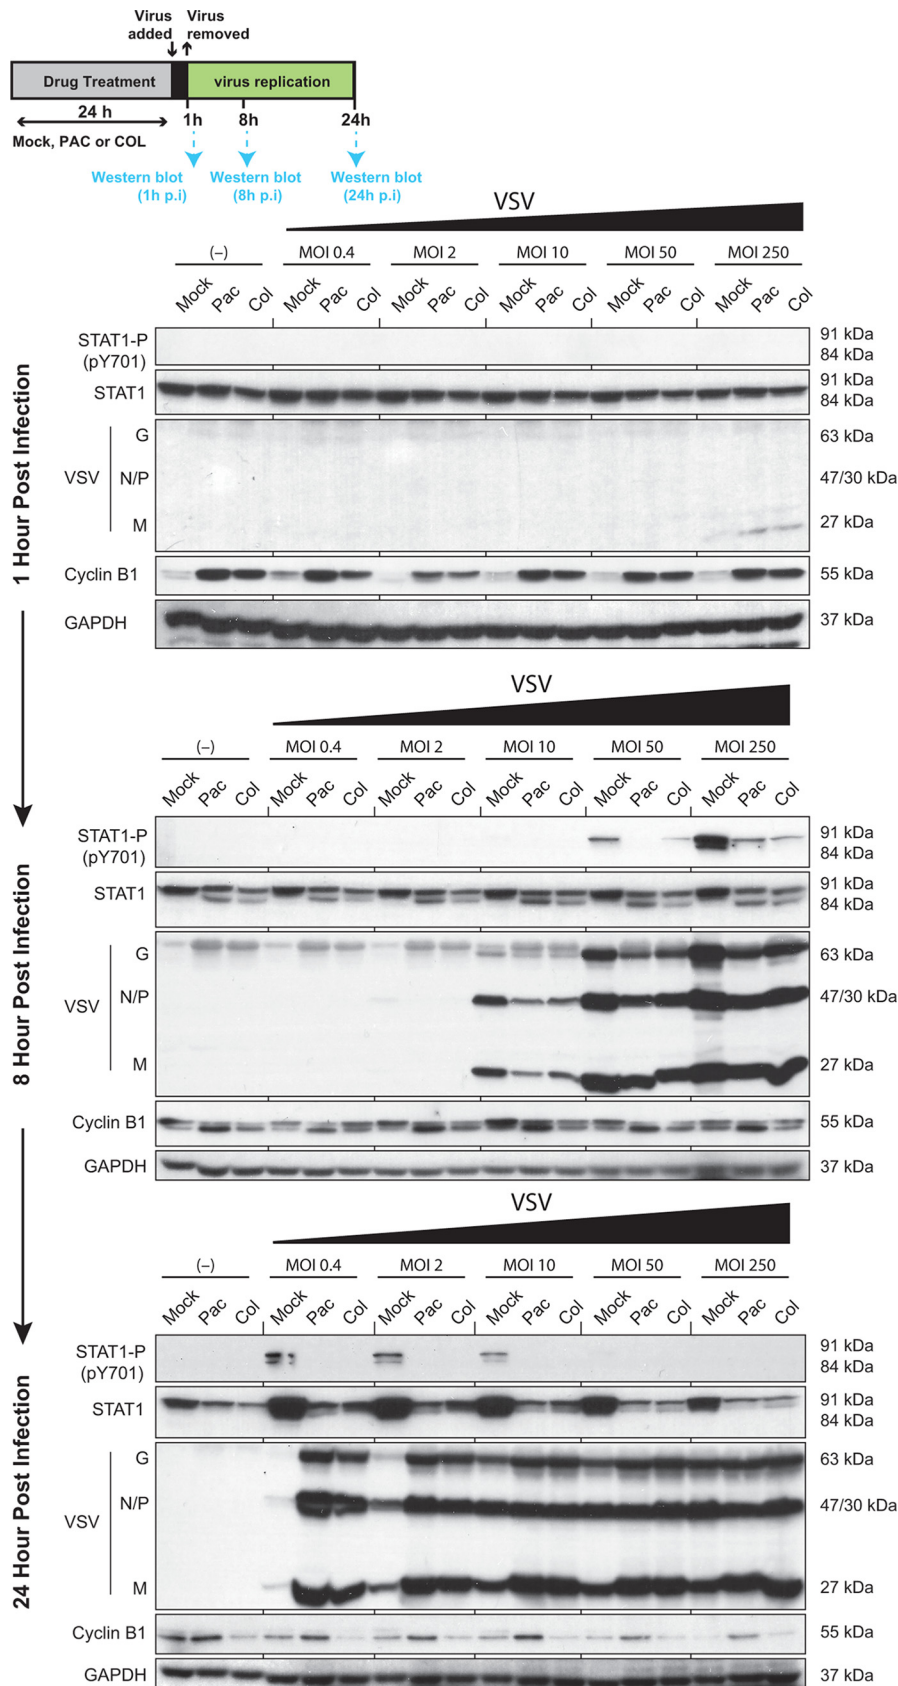 Virus Virus
added removed
Drug Treatment virus replication
24 h 1h 8h 24h
Mock, PAC or COL
Western blot Western blot Western blot
(1h p.i) (8h p.i) (24h p.i)
VSV
(–) MOI 0.4 MOI 2 MOI 10 MOI 50 MOI 250
Mock Pac Col Mock Pac Col Mock Pac Col Mock Pac Col Mock Pac Col Mock Pac Col
1 Hour Post Infection
STAT1-P 91 kDa
(pY701) 84 kDa
STAT1 91 kDa
84 kDa
G 63 kDa
VSV N/P 47/30 kDa
M 27 kDa
Cyclin B1 55 kDa
GAPDH 37 kDa
VSV
(–) MOI 0.4 MOI 2 MOI 10 MOI 50 MOI 250
Mock Pac Col Mock Pac Col Mock Pac Col Mock Pac Col Mock Pac Col Mock Pac Col
8 Hour Post Infection
STAT1-P 91 kDa
(pY701) 84 kDa
STAT1 91 kDa
84 kDa
G 63 kDa
VSV N/P 47/30 kDa
M 27 kDa
Cyclin B1 55 kDa
GAPDH 37 kDa
VSV
(–) MOI 0.4 MOI 2 MOI 10 MOI 50 MOI 250
Mock Pac Col Mock Pac Col Mock Pac Col Mock Pac Col Mock Pac Col Mock Pac Col
24 Hour Post Infection
STAT1-P 91 kDa
(pY701) 84 kDa
STAT1 91 kDa
84 kDa
G 63 kDa
VSV N/P 47/30 kDa
M 27 kDa
Cyclin B1 55 kDa
GAPDH 37 kDa